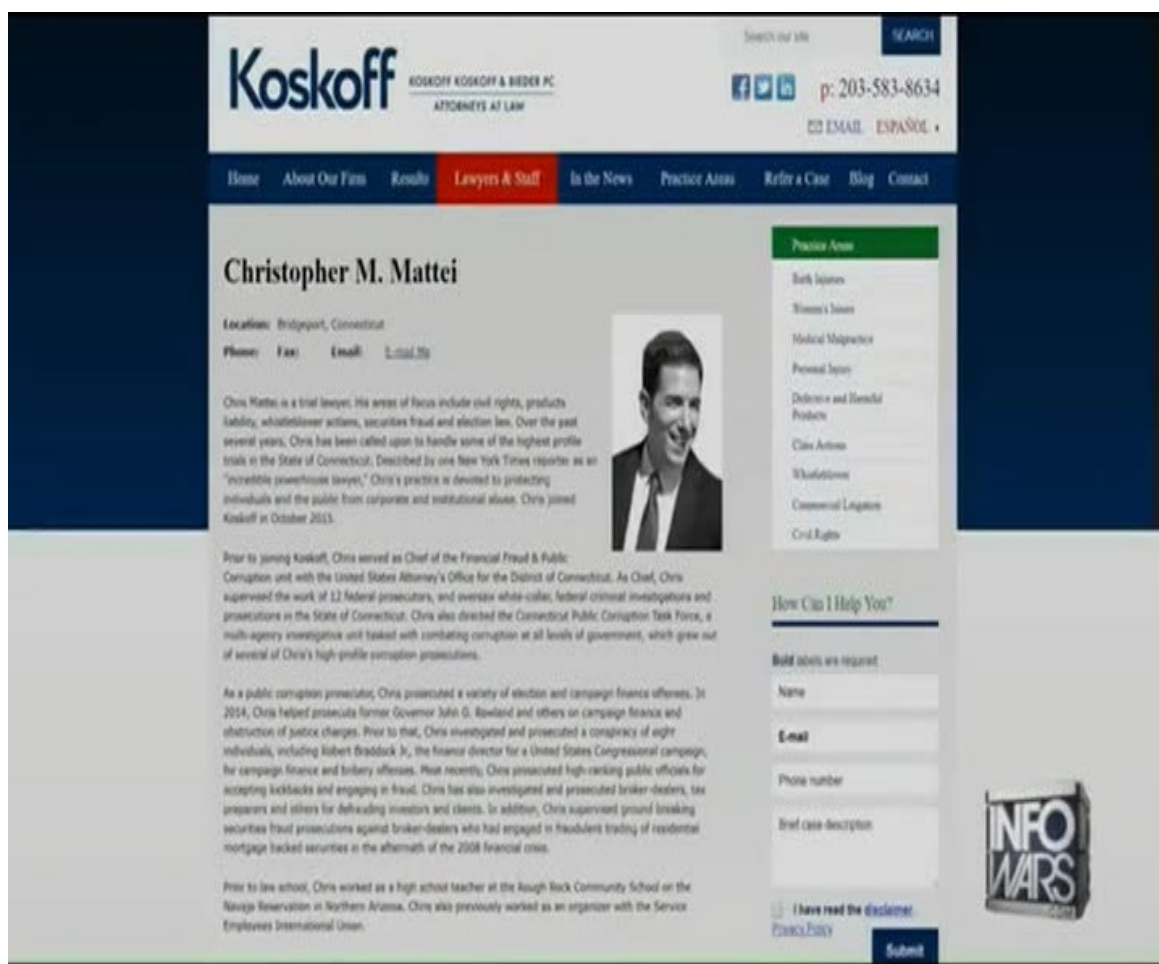 Search our site
SEARCH
Koskoff
KOSKOFF KOSKOFF & BIEDER PC
ATTORNEYS AT LAW
p: 203-583-8634
EMAIL ESPAÑOL
Home About Our Firm Results Lawyers & Staff In the News Practice Areas Refer a Case Blog Contact
Christopher M. Mattei
Location: Bridgeport, Connecticut
Phone: Fax: Email: E-mail Me
Chris Mattei is a trial lawyer. His areas of focus include civil rights, products
liability, whistleblower actions, securities fraud and election law. Over the past
several years, Chris has been called upon to handle some of the highest profile
trials in the State of Connecticut. Described by one New York Times reporter as an
"incredible powerhouse lawyer," Chris's practice is devoted to protecting
individuals and the public from corporate and institutional abuse. Chris joined
Koskoff in October 2015.
Prior to joining Koskoff, Chris served as Chief of the Financial Fraud & Public
Corruption unit with the United States Attorney's Office for the District of Connecticut. As Chief, Chris
supervised the work of 12 federal prosecutors, and oversaw white-collar, federal criminal investigations and
prosecutions in the State of Connecticut. Chris also directed the Connecticut Public Corruption Task Force, a
multi-agency investigative unit tasked with combating corruption at all levels of government, which grew out
of several of Chris's high-profile corruption prosecutions.
As a public corruption prosecutor, Chris prosecuted a variety of election and campaign finance offenses. In
2014, Chris helped prosecute former Governor John G. Rowland and others on campaign finance and
obstruction of justice charges. Prior to that, Chris investigated and prosecuted a conspiracy of eight
individuals, including Robert Braddock Jr, the finance director for a United States Congressional campaign,
for campaign finance and bribery offenses. Most recently, Chris prosecuted high-ranking public officials for
accepting kickbacks and engaging in fraud. Chris has also investigated and prosecuted broker-dealers, tax
preparers and others for defrauding investors and clients. In addition, Chris supervised ground breaking
securities fraud prosecutions against broker-dealers who had engaged in fraudulent trading of residential
mortgage backed securities in the aftermath of the 2008 financial crisis.
Prior to law school, Chris worked as a high school teacher at the Rough Rock Community School on the
Navajo Reservation in Northern Arizona. Chris also previously worked as an organizer with the Service
Employees International Union.
Practice Areas
Birth Injuries
Women's Issues
Medical Malpractice
Personal Injury
Defective and Harmful
Products
Class Actions
Whistleblower
Commercial Litigation
Civil Rights
How Can I Help You?
Bold labels are required
Name
E-mail
Phone number
Brief case description
I have read the disclaimer.
Privacy Policy
Submit
INFO
WARS
.com